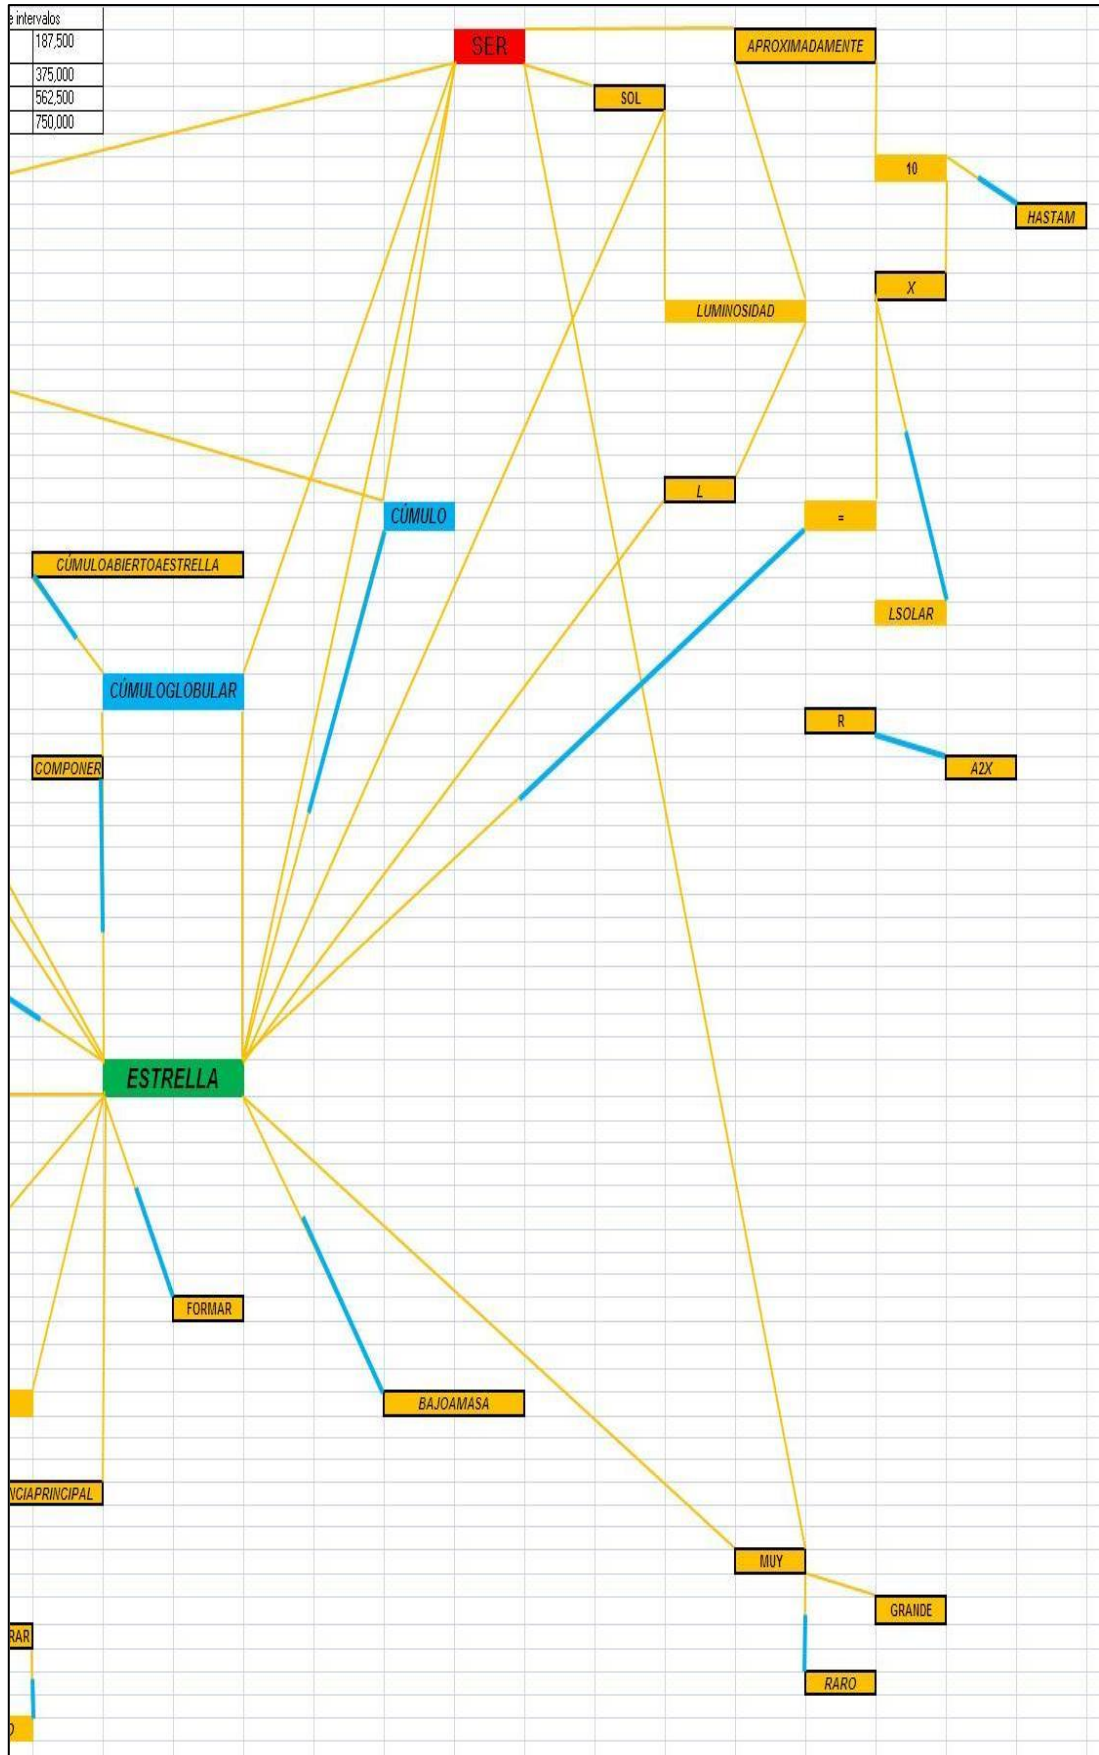 e intervalos
187,500
375,000
562,500
750,000
SER
APROXIMADAMENTE
SOL
10
HASTAM
X
LUMINOSIDAD
L
CÚMULO
=
CÚMULOABIERTOAESTRELLA
LSOLAR
CÚMULOGLOBULAR
R
COMPONER
A2X
ESTRELLA
FORMAR
BAJOAMASA
NCIAPRINCIPAL
MUY
GRANDE
RAR
RARO
O